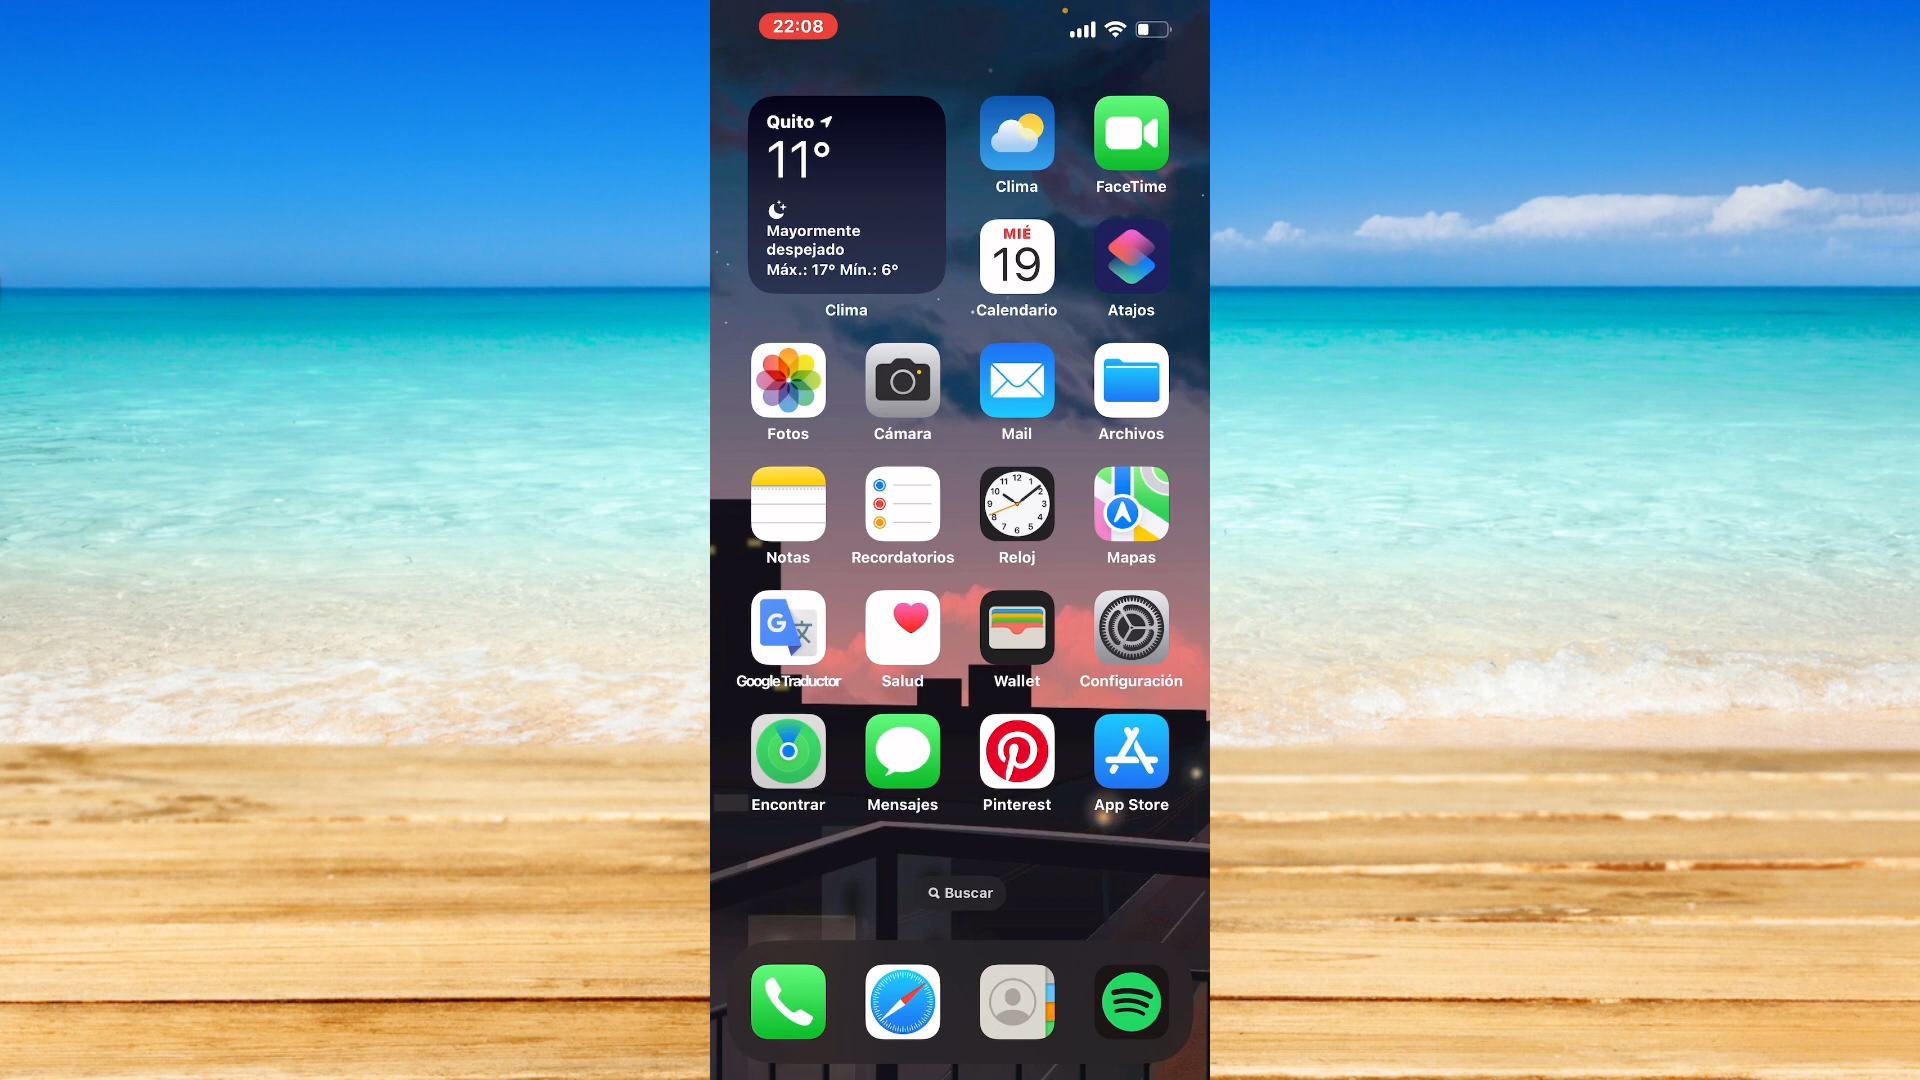 22:08
Quito
11°
Mayormente
despejado
Máx.: 17° Mín.: 6°
Clima
Clima
FaceTime
MIÉ
19
Calendario
Atajos
Fotos
Cámara
Mail
Archivos
Notas
Recordatorios
Reloj
Mapas
Google Traductor
Salud
Wallet
Configuración
Encontrar
Mensajes
Pinterest
App Store
Buscar